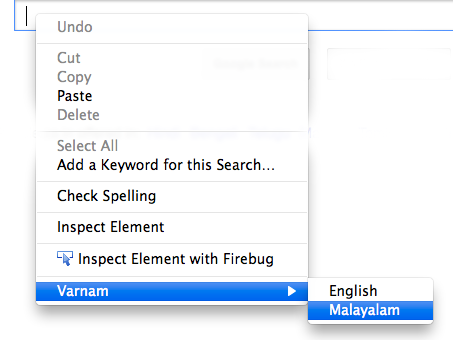 Undo
Cut
Copy
Paste
Delete
Select All
Add a Keyword for this Search...
Check Spelling
Inspect Element
Inspect Element with Firebug
Varnam
English
Malayalam